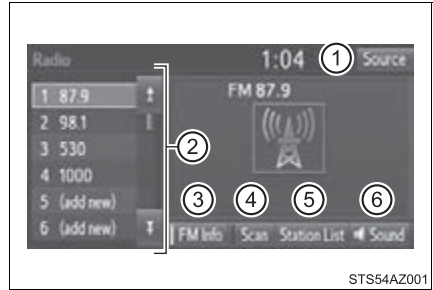 Radio 1:04 1 Source
FM 87.9
1 87.9
2 98.1
3 530
4 1000
5 (add new)
6 (add new)
2
3 4 5 6
FM Info Scan Station List Sound
STS54AZ001